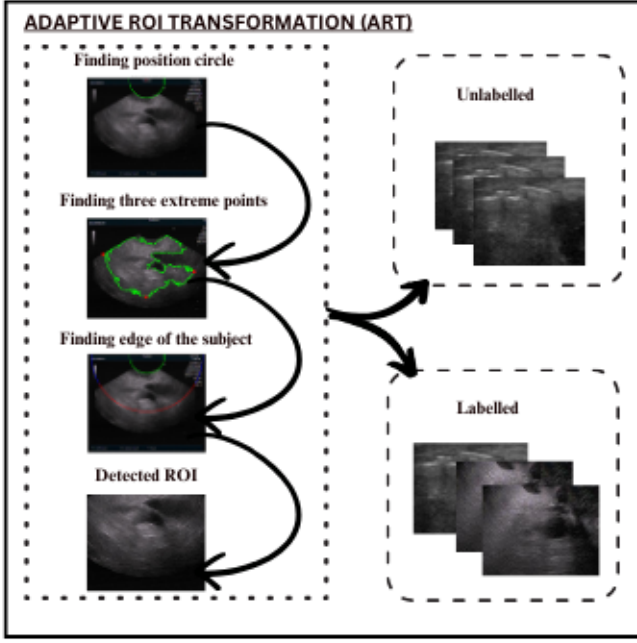 ADAPTIVE ROI TRANSFORMATION (ART)
Finding position circle
Finding three extreme points
Finding edge of the subject
Detected ROI
Unlabelled
Labelled